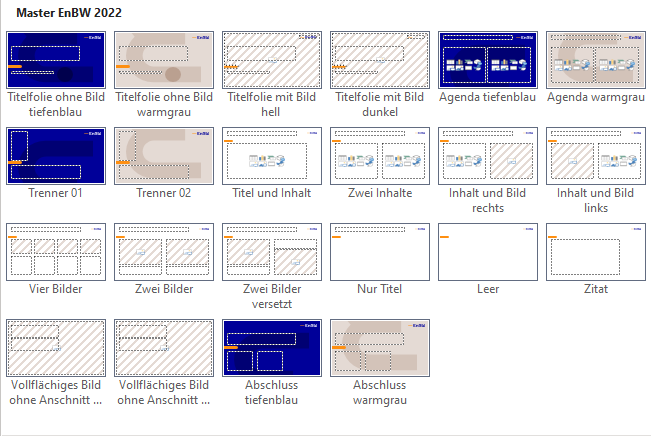 Master EnBW 2022
Titelfolie ohne Bild
tiefenblau
Titelfolie ohne Bild
warmgrau
Titelfolie mit Bild
hell
Titelfolie mit Bild
dunkel
Agenda tiefenblau
Agenda warmgrau
Trenner 01
Trenner 02
Titel und Inhalt
Zwei Inhalte
Inhalt und Bild
rechts
Inhalt und Bild
links
Vier Bilder
Zwei Bilder
Zwei Bilder
versetzt
Nur Titel
Leer
Zitat
Vollflächiges Bild
ohne Anschnitt ...
Vollflächiges Bild
ohne Anschnitt ...
Abschluss
tiefenblau
Abschluss
warmgrau